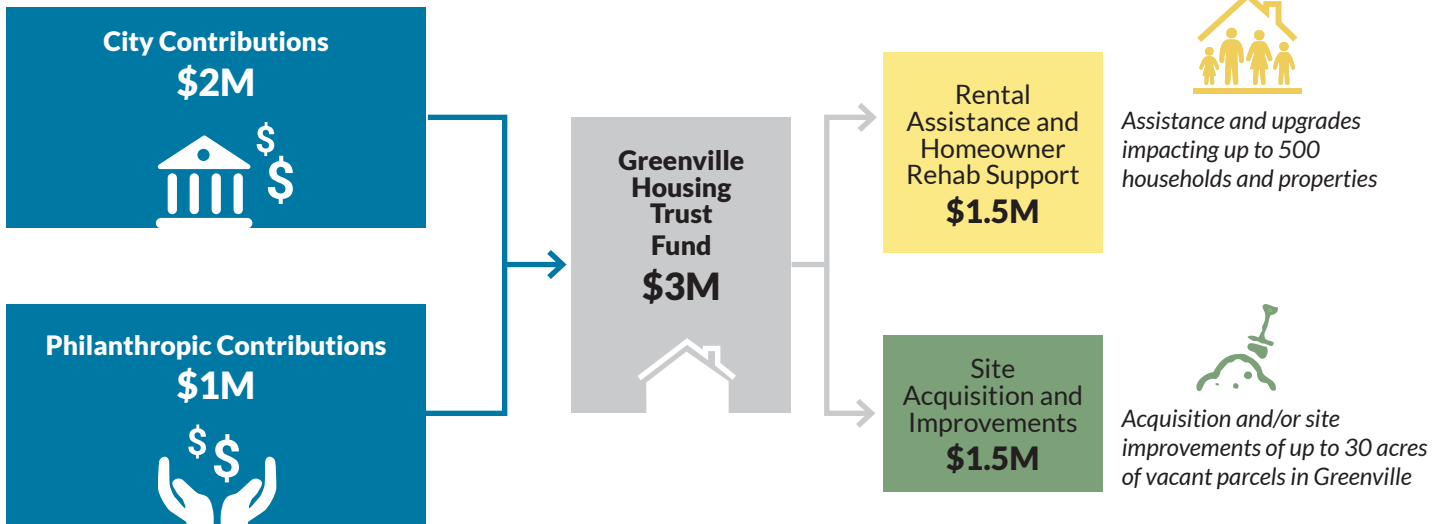 City Contributions
$2M
$
$
Philanthropic Contributions
$1M
$
$
Greenville
Housing
Trust
Fund
$3M
Rental
Assistance and
Homeowner
Rehab Support
$1.5M
Assistance and upgrades
impacting up to 500
households and properties
Site
Acquisition and
Improvements
$1.5M
Acquisition and/or site
improvements of up to 30 acres
of vacant parcels in Greenville